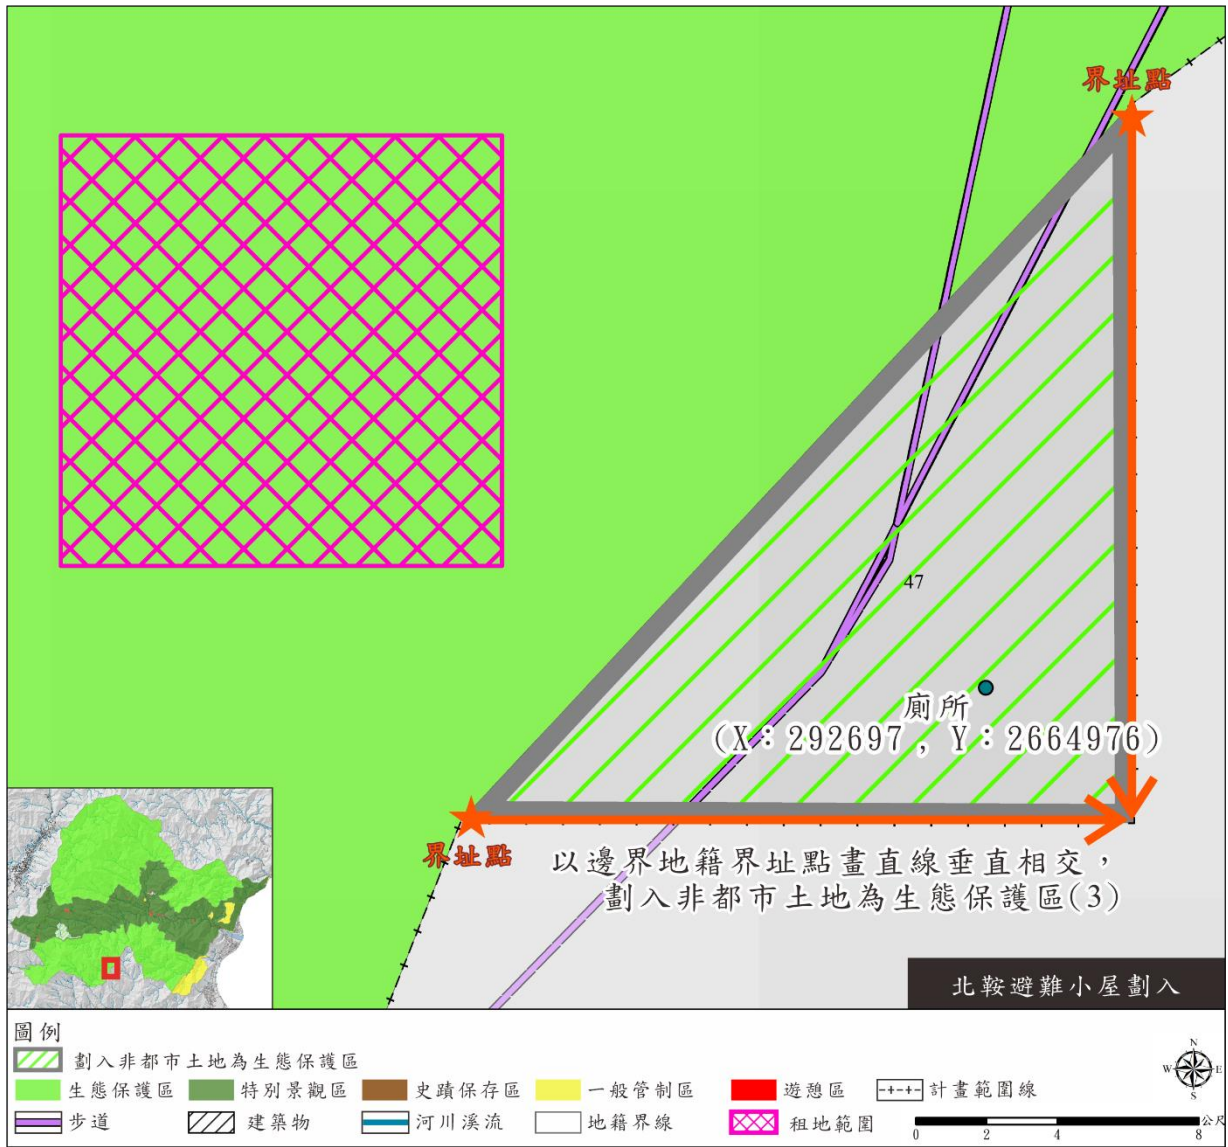 界址點
47
廁所
(X：292697，Y：2664976)
界址點
以邊界地籍界址點畫直線垂直相交，
劃入非都市土地為生態保護區(3)
北鞍避難小屋劃入
圖例
劃入非都市土地為生態保護區
生態保護區 特別景觀區 史蹟保存區 一般管制區 遊憩區 計畫範圍線
步道 建築物 河川溪流 地籍界線 租地範圍
N
W E
S
公尺
0 2 4 8